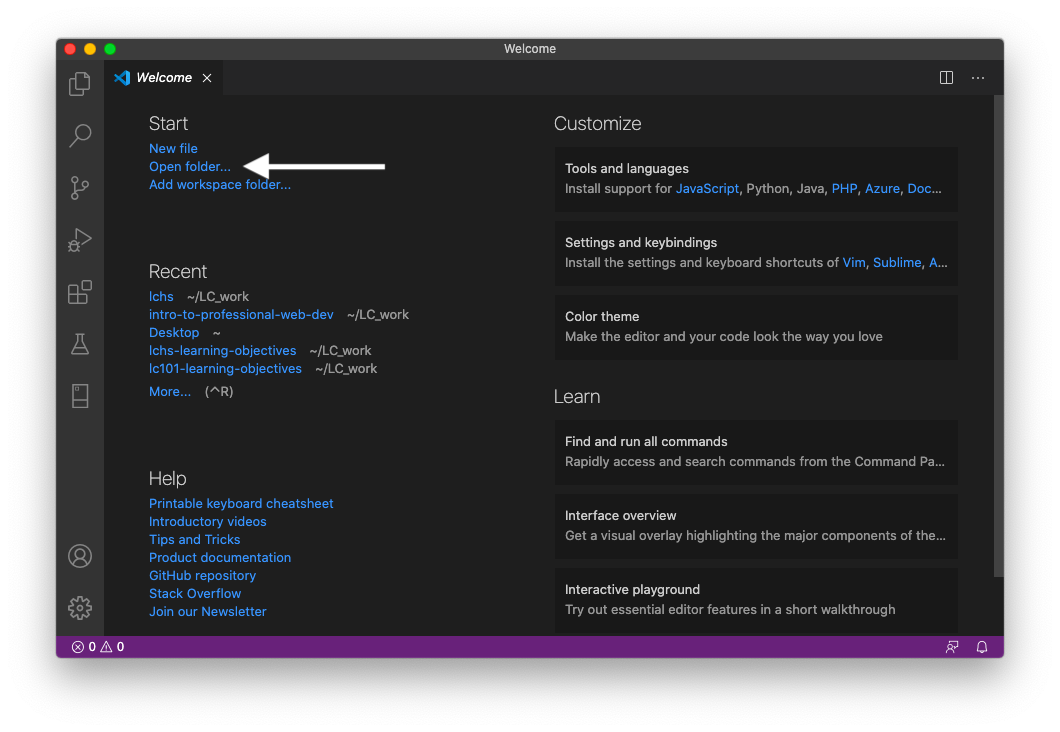 Welcome
Welcome
Start
New file
Open folder...
Add workspace folder...
Recent
lchs ~/LC_work
intro-to-professional-web-dev ~/LC_work
Desktop ~
lchs-learning-objectives ~/LC_work
lc101-learning-objectives ~/LC_work
More... (^R)
Help
Printable keyboard cheatsheet
Introductory videos
Tips and Tricks
Product documentation
GitHub repository
Stack Overflow
Join our Newsletter
Customize
Tools and languages
Install support for JavaScript, Python, Java, PHP, Azure, Doc...
Settings and keybindings
Install the settings and keyboard shortcuts of Vim, Sublime, A...
Color theme
Make the editor and your code look the way you love
Learn
Find and run all commands
Rapidly access and search commands from the Command Pa...
Interface overview
Get a visual overlay highlighting the major components of the...
Interactive playground
Try out essential editor features in a short walkthrough
0 0